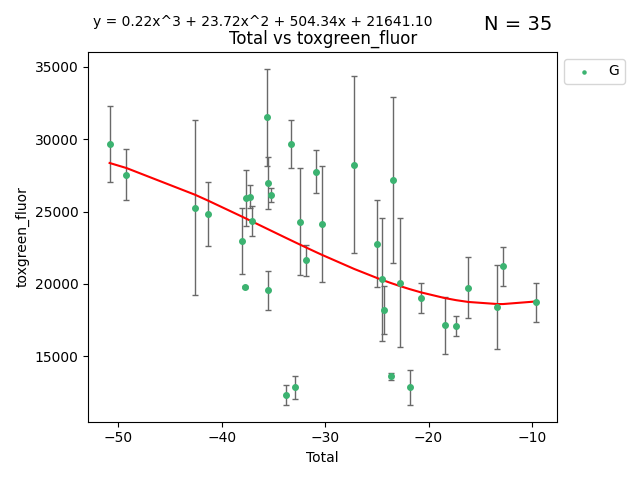 y = 0.22x^3 + 23.72x^2 + 504.34x + 21641.10
N = 35
Total vs toxgreen_fluor
G
toxgreen_fluor
35000
30000
25000
20000
15000
−50
−40
−30
−20
−10
Total